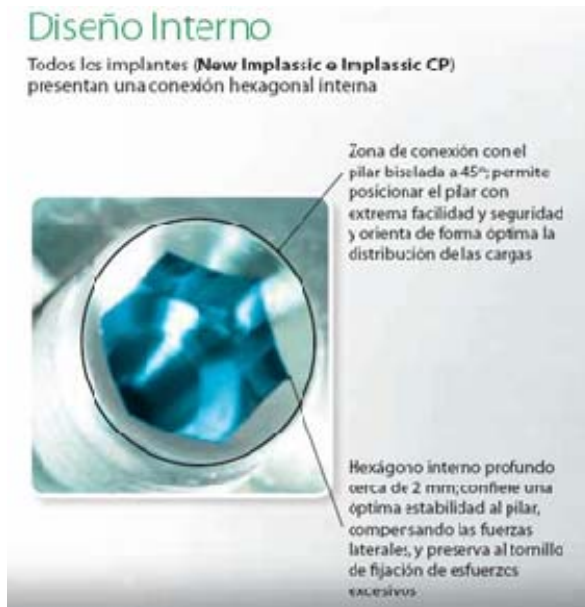 Diseño Interno
Todos los implantes (New Implassic e Implassic CP)
presentan una conexión hexagonal interna
Zona de conexión con el
pilar biselada a 45º; permite
posicionar el pilar con
extrema facilidad y seguridad
y orienta de forma óptima la
distribución de las cargas
Hexágono interno profundo
cerca de 2 mm; confiere una
óptima estabilidad al pilar,
compensando las fuerzas
laterales, y preserva al tornillo
de fijación de esfuerzos
excesivos